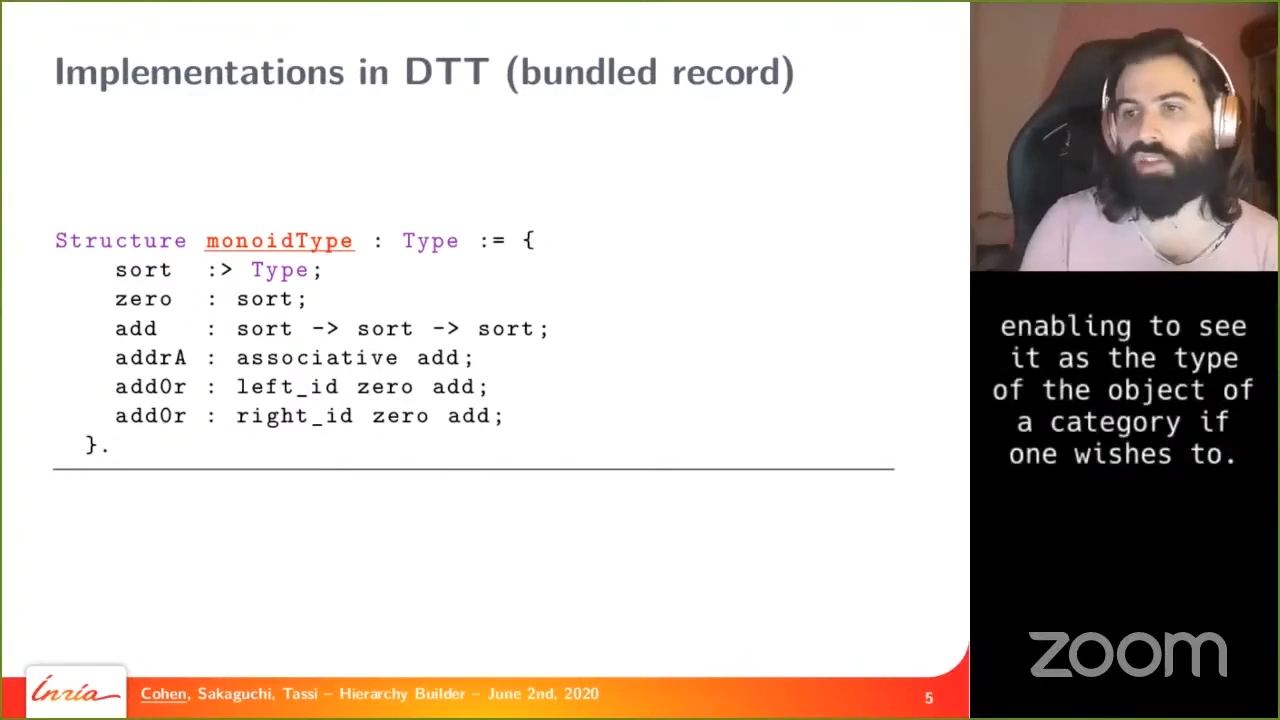 Implementations in DTT (bundled record)
Structure monoidType : Type := {
sort :> Type;
zero : sort;
add : sort -> sort -> sort;
addrA : associative add;
add0r : left_id zero add;
add0r : right_id zero add;
}.
Inria
Cohen, Sakaguchi, Tassi – Hierarchy Builder – June 2nd, 2020
5
enabling to see
it as the type
of the object of
a category if
one wishes to.
zoom